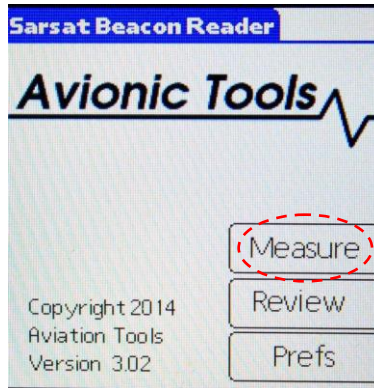 Sarsat Beacon Reader
Avionic Tools
Measure
Review
Prefs
Copyright 2014
Aviation Tools
Version 3.02